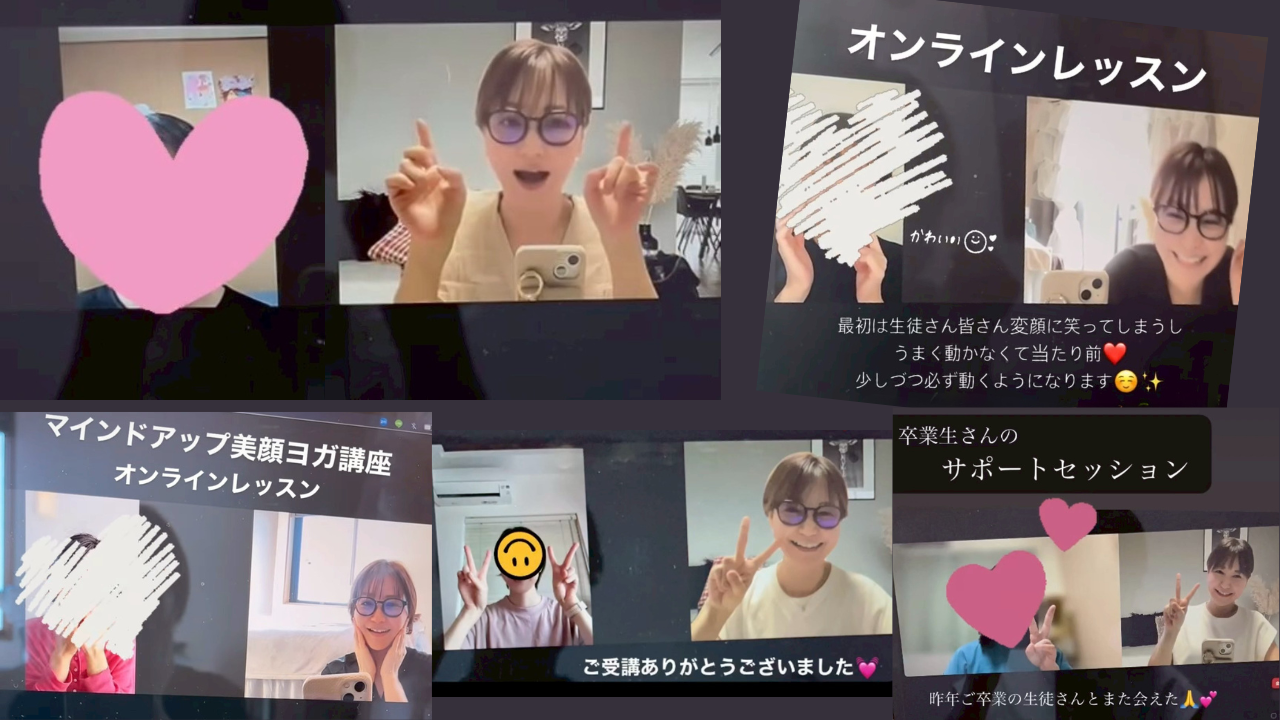 オンラインレッスン
かわいい
最初は生徒さん皆さん変顔に笑ってしまうし
うまく動かなくて当たり前❤️
少しづつ必ず動くようになります☺️✨
マインドアップ美顔ヨガ講座
オンラインレッスン
ご受講ありがとうございました💓
卒業生さんの
サポートセッション
昨年ご卒業の生徒さんとまた会えた🙏💕